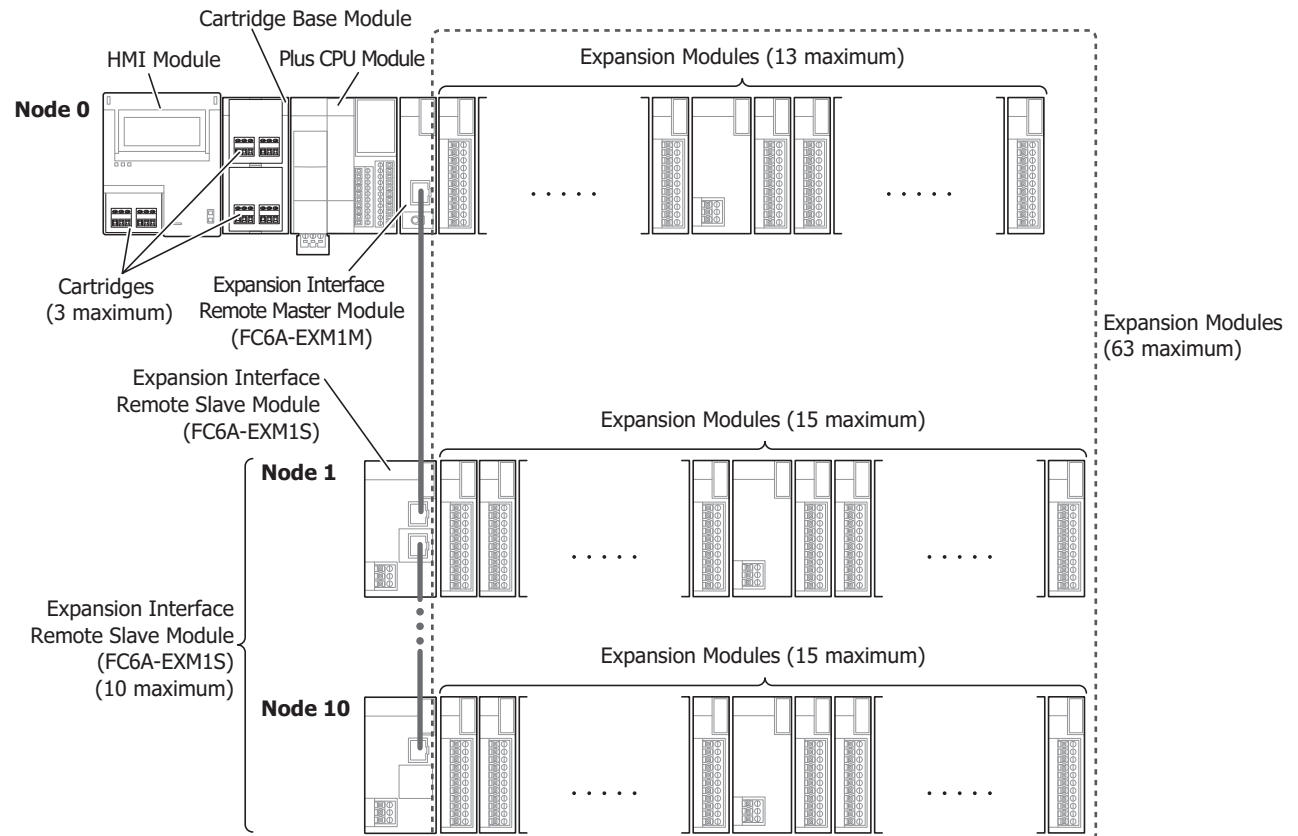 Cartridge Base Module
HMI Module
Plus CPU Module
Expansion Modules (13 maximum)
Node 0
Cartridges
(3 maximum)
Expansion Interface
Remote Master Module
(FC6A-EXM1M)
Expansion Modules
(63 maximum)
Expansion Interface
Remote Slave Module
(FC6A-EXM1S)
Expansion Modules (15 maximum)
Node 1
Expansion Interface
Remote Slave Module
(FC6A-EXM1S)
(10 maximum)
Expansion Modules (15 maximum)
Node 10